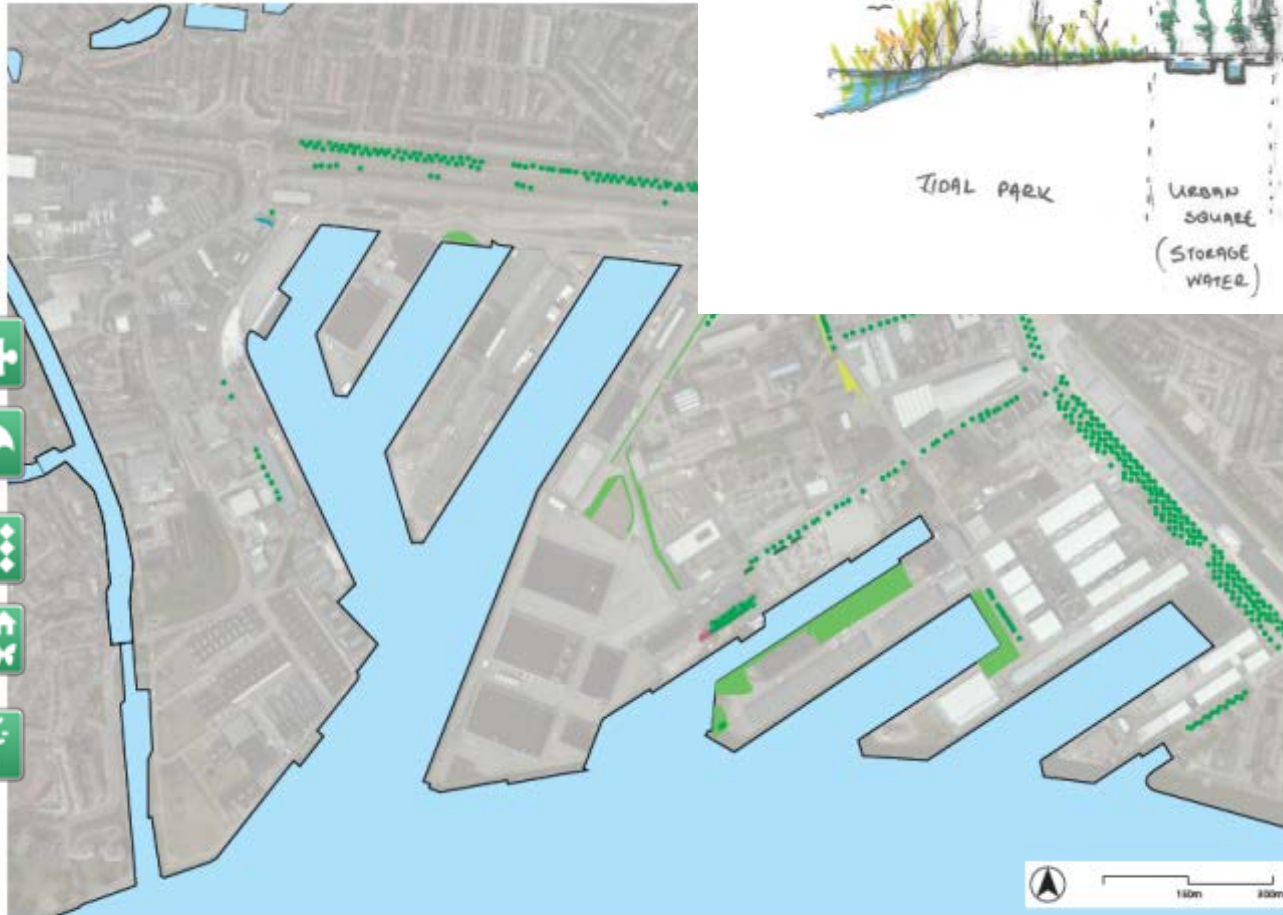 TIDAL PARK
URBAN
SQUARE
(STORAGE
WATER)
150m
300m